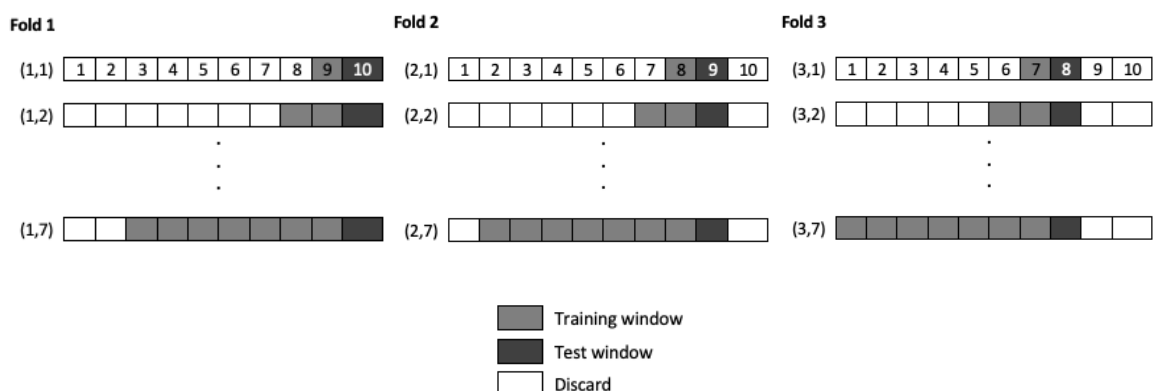 Fold 1
Fold 2
Fold 3
(1,1) 1 2 3 4 5 6 7 8 9 10
(2,1) 1 2 3 4 5 6 7 8 9 10
(3,1) 1 2 3 4 5 6 7 8 9 10
(1,2)
(2,2)
(3,2)
(1,7)
(2,7)
(3,7)
Training window
Test window
Discard